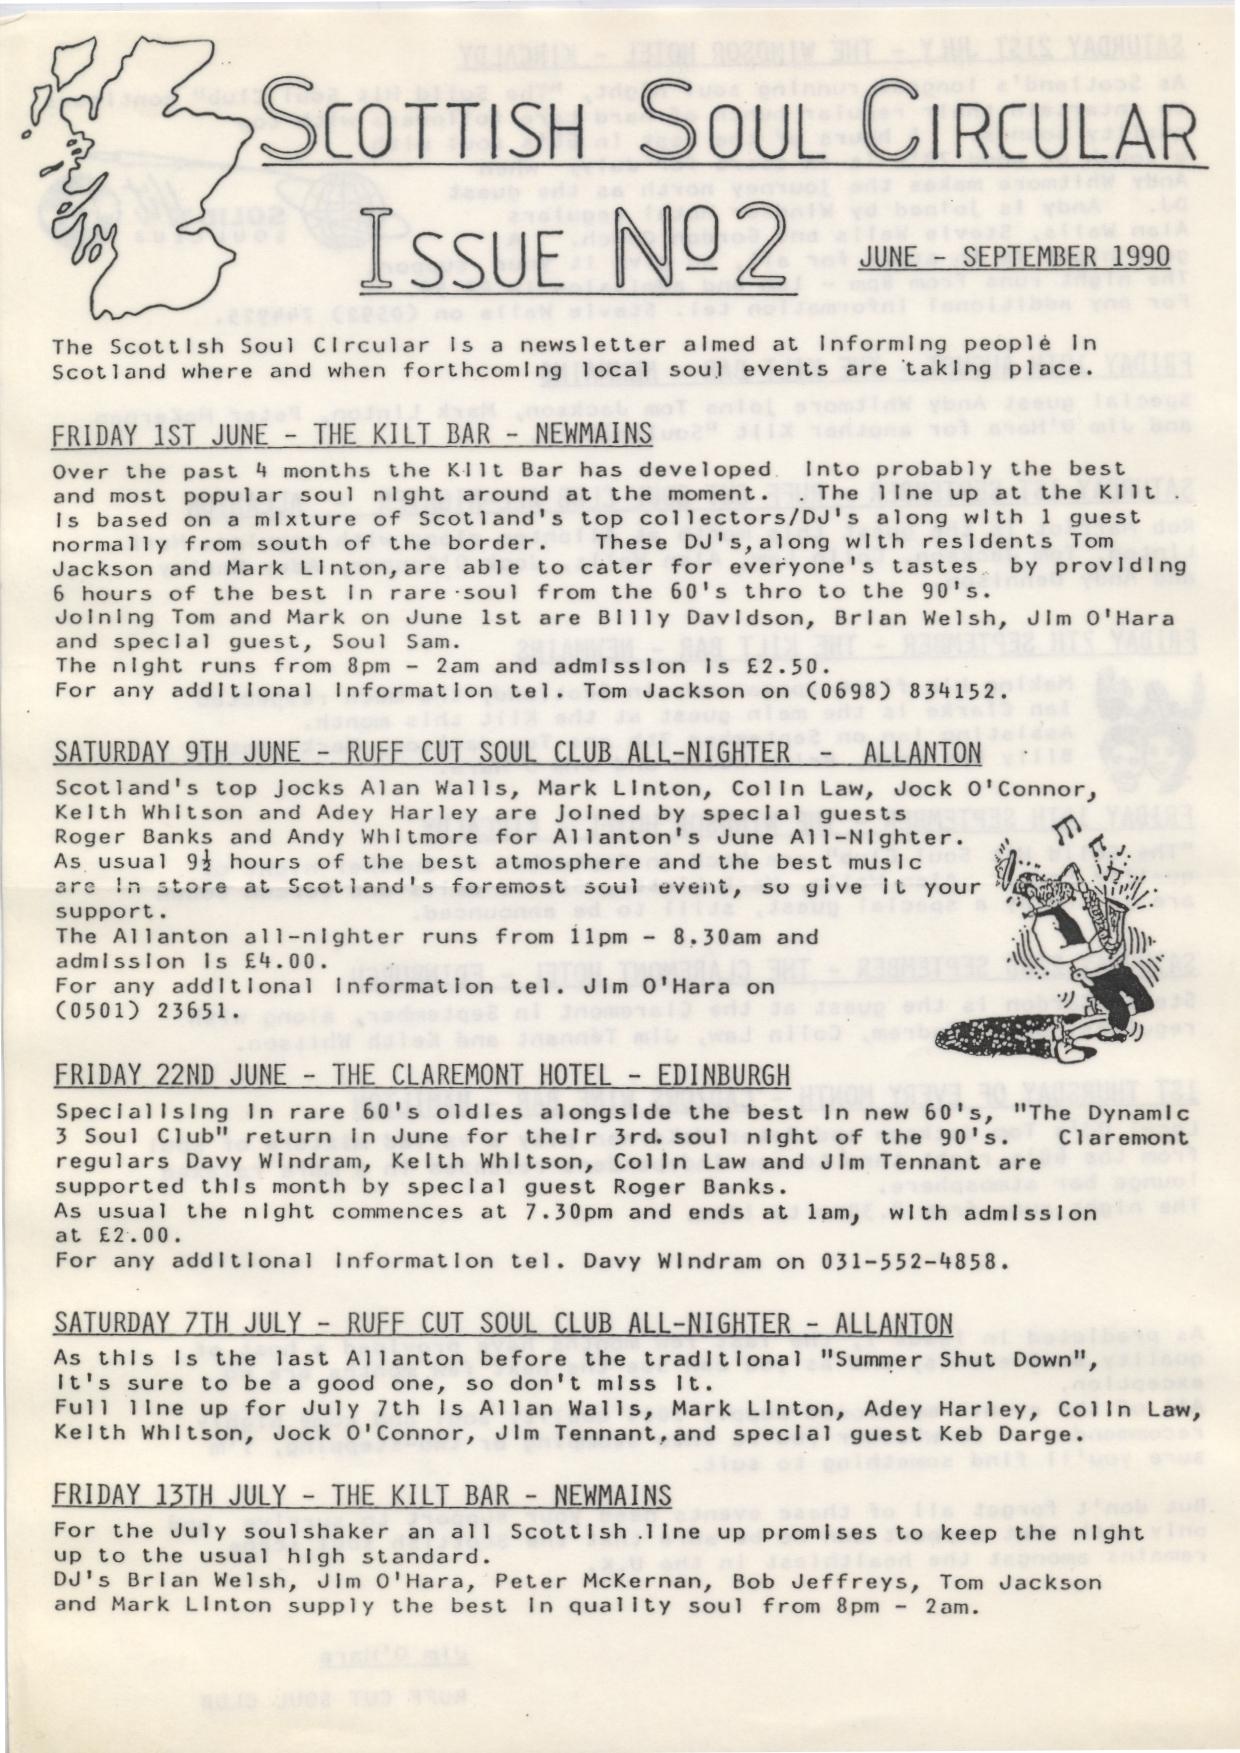 SCOTTISH SOUL CIRCULAR
ISSUE Nº2
JUNE - SEPTEMBER 1990
The Scottish Soul Circular is a newsletter aimed at informing people in
Scotland where and when forthcoming local soul events are taking place.
FRIDAY 1ST JUNE - THE KILT BAR - NEWMAINS
Over the past 4 months the Kilt Bar has developed into probably the best
and most popular soul night around at the moment. The line up at the Kilt
is based on a mixture of Scotland's top collectors/DJ's along with 1 guest
normally from south of the border. These DJ's, along with residents Tom
Jackson and Mark Linton, are able to cater for everyone's tastes by providing
6 hours of the best in rare soul from the 60's thro to the 90's.
Joining Tom and Mark on June 1st are Billy Davidson, Brian Welsh, Jim O'Hara
and special guest, Soul Sam.
The night runs from 8pm - 2am and admission is £2.50.
For any additional information tel. Tom Jackson on (0698) 834152.
SATURDAY 9TH JUNE - RUFF CUT SOUL CLUB ALL-NIGHTER - ALLANTON
Scotland's top jocks Alan Walls, Mark Linton, Colin Law, Jock O'Connor,
Keith Whitson and Adey Harley are joined by special guests
Roger Banks and Andy Whitmore for Allanton's June All-Nighter.
As usual 9½ hours of the best atmosphere and the best music
are in store at Scotland's foremost soul event, so give it your
support.
The Allanton all-nighter runs from 11pm - 8.30am and
admission is £4.00.
For any additional information tel. Jim O'Hara on
(0501) 23651.
FRIDAY 22ND JUNE - THE CLAREMONT HOTEL - EDINBURGH
Specialising in rare 60's oldies alongside the best in new 60's, "The Dynamic
3 Soul Club" return in June for their 3rd. soul night of the 90's. Claremont
regulars Davy Windram, Keith Whitson, Colin Law and Jim Tennant are
supported this month by special guest Roger Banks.
As usual the night commences at 7.30pm and ends at 1am, with admission
at £2.00.
For any additional information tel. Davy Windram on 031-552-4858.
SATURDAY 7TH JULY - RUFF CUT SOUL CLUB ALL-NIGHTER - ALLANTON
As this is the last Allanton before the traditional "Summer Shut Down",
it's sure to be a good one, so don't miss it.
Full line up for July 7th is Allan Walls, Mark Linton, Adey Harley, Colin Law,
Keith Whitson, Jock O'Connor, Jim Tennant, and special guest Keb Darge.
FRIDAY 13TH JULY - THE KILT BAR - NEWMAINS
For the July soulshaker an all Scottish line up promises to keep the night
up to the usual high standard.
DJ's Brian Welsh, Jim O'Hara, Peter McKernan, Bob Jeffreys, Tom Jackson
and Mark Linton supply the best in quality soul from 8pm - 2am.